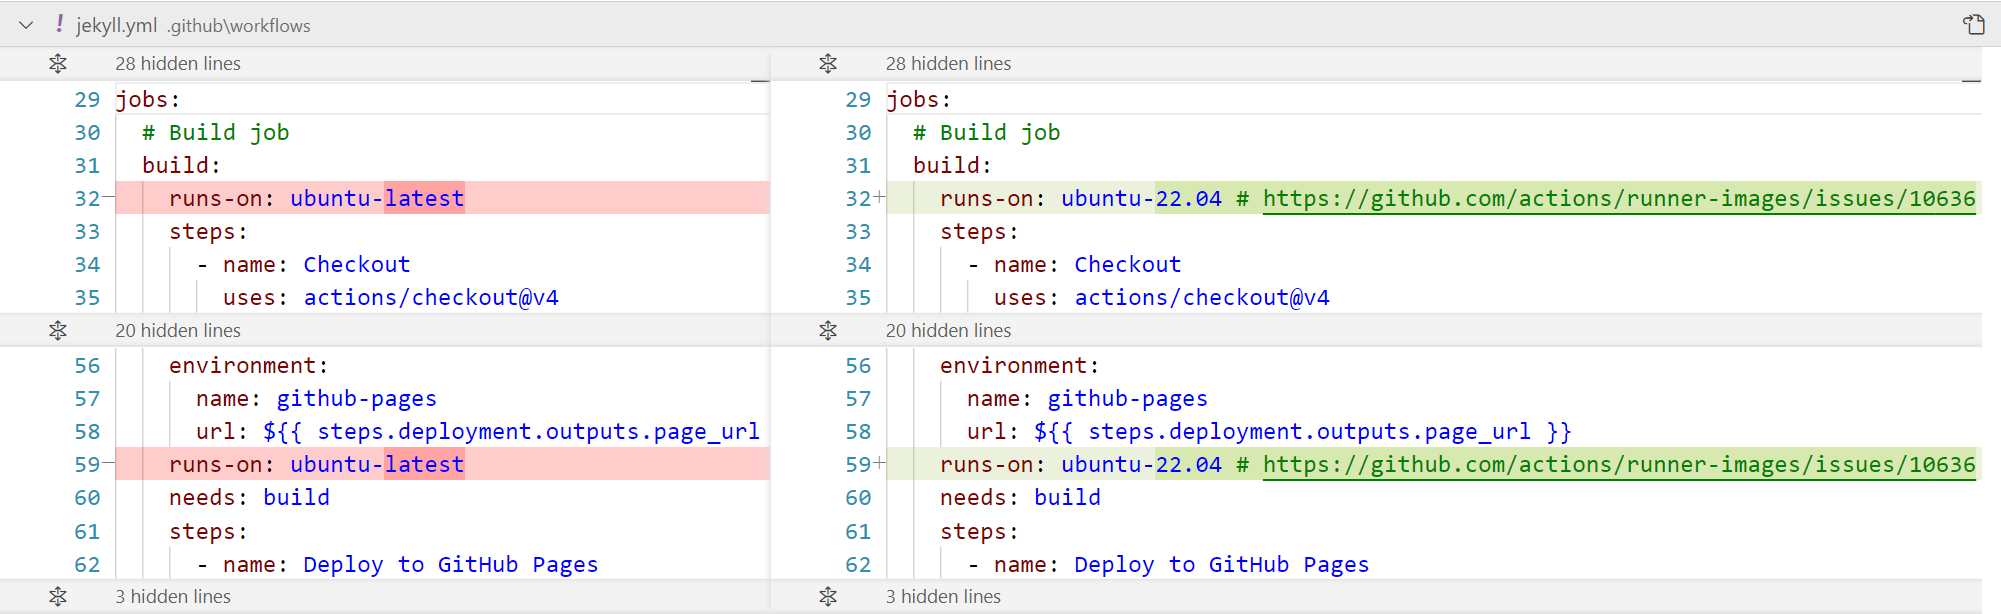 ! jekyll.yml .github\workflows
28 hidden lines
29 jobs:
30 # Build job
31 build:
32 runs-on: ubuntu-latest
33 steps:
34 - name: Checkout
35 uses: actions/checkout@v4
20 hidden lines
56 environment:
57 name: github-pages
58 url: ${{ steps.deployment.outputs.page_url
59 runs-on: ubuntu-latest
60 needs: build
61 steps:
62 - name: Deploy to GitHub Pages
3 hidden lines
28 hidden lines
29 jobs:
30 # Build job
31 build:
32+ runs-on: ubuntu-22.04 # https://github.com/actions/runner-images/issues/10636
33 steps:
34 - name: Checkout
35 uses: actions/checkout@v4
20 hidden lines
56 environment:
57 name: github-pages
58 url: ${{ steps.deployment.outputs.page_url }}
59+ runs-on: ubuntu-22.04 # https://github.com/actions/runner-images/issues/10636
60 needs: build
61 steps:
62 - name: Deploy to GitHub Pages
3 hidden lines